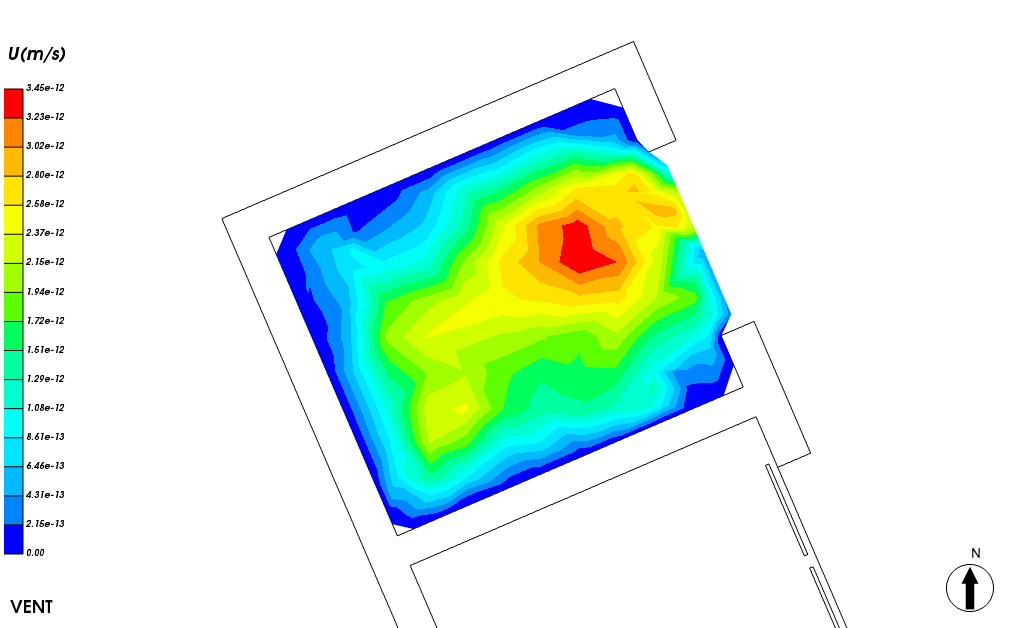 U(m/s)
3.45e-12
3.23e-12
3.02e-12
2.80e-12
2.58e-12
2.37e-12
2.15e-12
1.94e-12
1.72e-12
1.51e-12
1.29e-12
1.08e-12
8.61e-13
6.46e-13
4.31e-13
2.15e-13
0.00
N
VENT